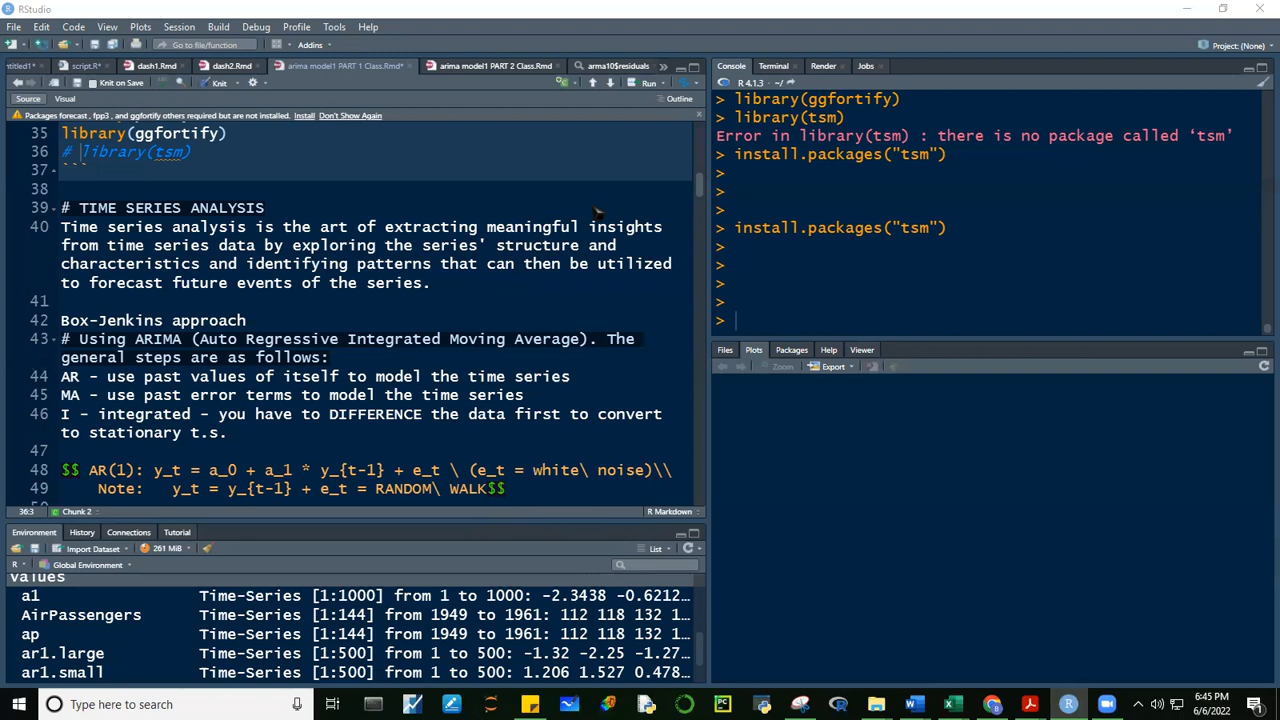 RStudio
File Edit Code View Plots Session Build Debug Profile Tools Help
Go to file/function Addins Project: (None)
ntitled1* script.R* dash1.Rmd dash2.Rmd arima model1 PART 1 Class.Rmd* arima model1 PART 2 Class.Rmd arma10$residuals
Knit on Save Knit Run
Source Visual Outline
Packages forecast , fpp3 , and ggfortify others required but are not installed. Install Don't Show Again
35 library(ggfortify)
36 # library(tsm)
37 ```
38
39 # TIME SERIES ANALYSIS
40 Time series analysis is the art of extracting meaningful insights
from time series data by exploring the series' structure and
characteristics and identifying patterns that can then be utilized
to forecast future events of the series.
41
42 Box-Jenkins approach
43 # Using ARIMA (Auto Regressive Integrated Moving Average). The
general steps are as follows:
44 AR - use past values of itself to model the time series
45 MA - use past error terms to model the time series
46 I - integrated - you have to DIFFERENCE the data first to convert
to stationary t.s.
47
48 $$ AR(1): y_t = a_0 + a_1 * y_{t-1} + e_t \ (e_t = white\ noise)\\
49 Note: y_t = y_{t-1} + e_t = RANDOM\ WALK$$
36:3 Chunk 2 R Markdown
Environment History Connections Tutorial
Import Dataset 261 MiB List
R Global Environment
Values
a1 Time-Series [1:1000] from 1 to 1000: -2.3438 -0.6212…
AirPassengers Time-Series [1:144] from 1949 to 1961: 112 118 132 1…
ap Time-Series [1:144] from 1949 to 1961: 112 118 132 1…
ar1.large Time-Series [1:500] from 1 to 500: -1.32 -2.25 -1.27…
ar1.small Time-Series [1:500] from 1 to 500: 1.206 1.527 0.478…
Console Terminal Render Jobs
R 4.1.3 · ~/
> library(ggfortify)
> library(tsm)
Error in library(tsm) : there is no package called ‘tsm’
> install.packages("tsm")
>
>
>
> install.packages("tsm")
>
>
>
>
>
Files Plots Packages Help Viewer
Zoom Export
Type here to search
6:45 PM
6/6/2022